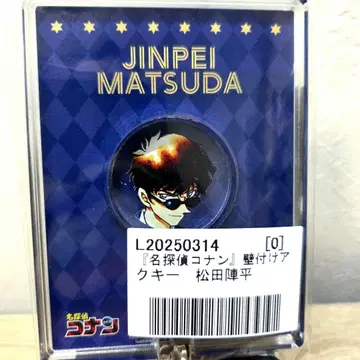 JINPEI
MATSUDA
L20250314 [0]
『名探偵コナン』壁付けア
クキー 松田陣平
名探偵
コナン